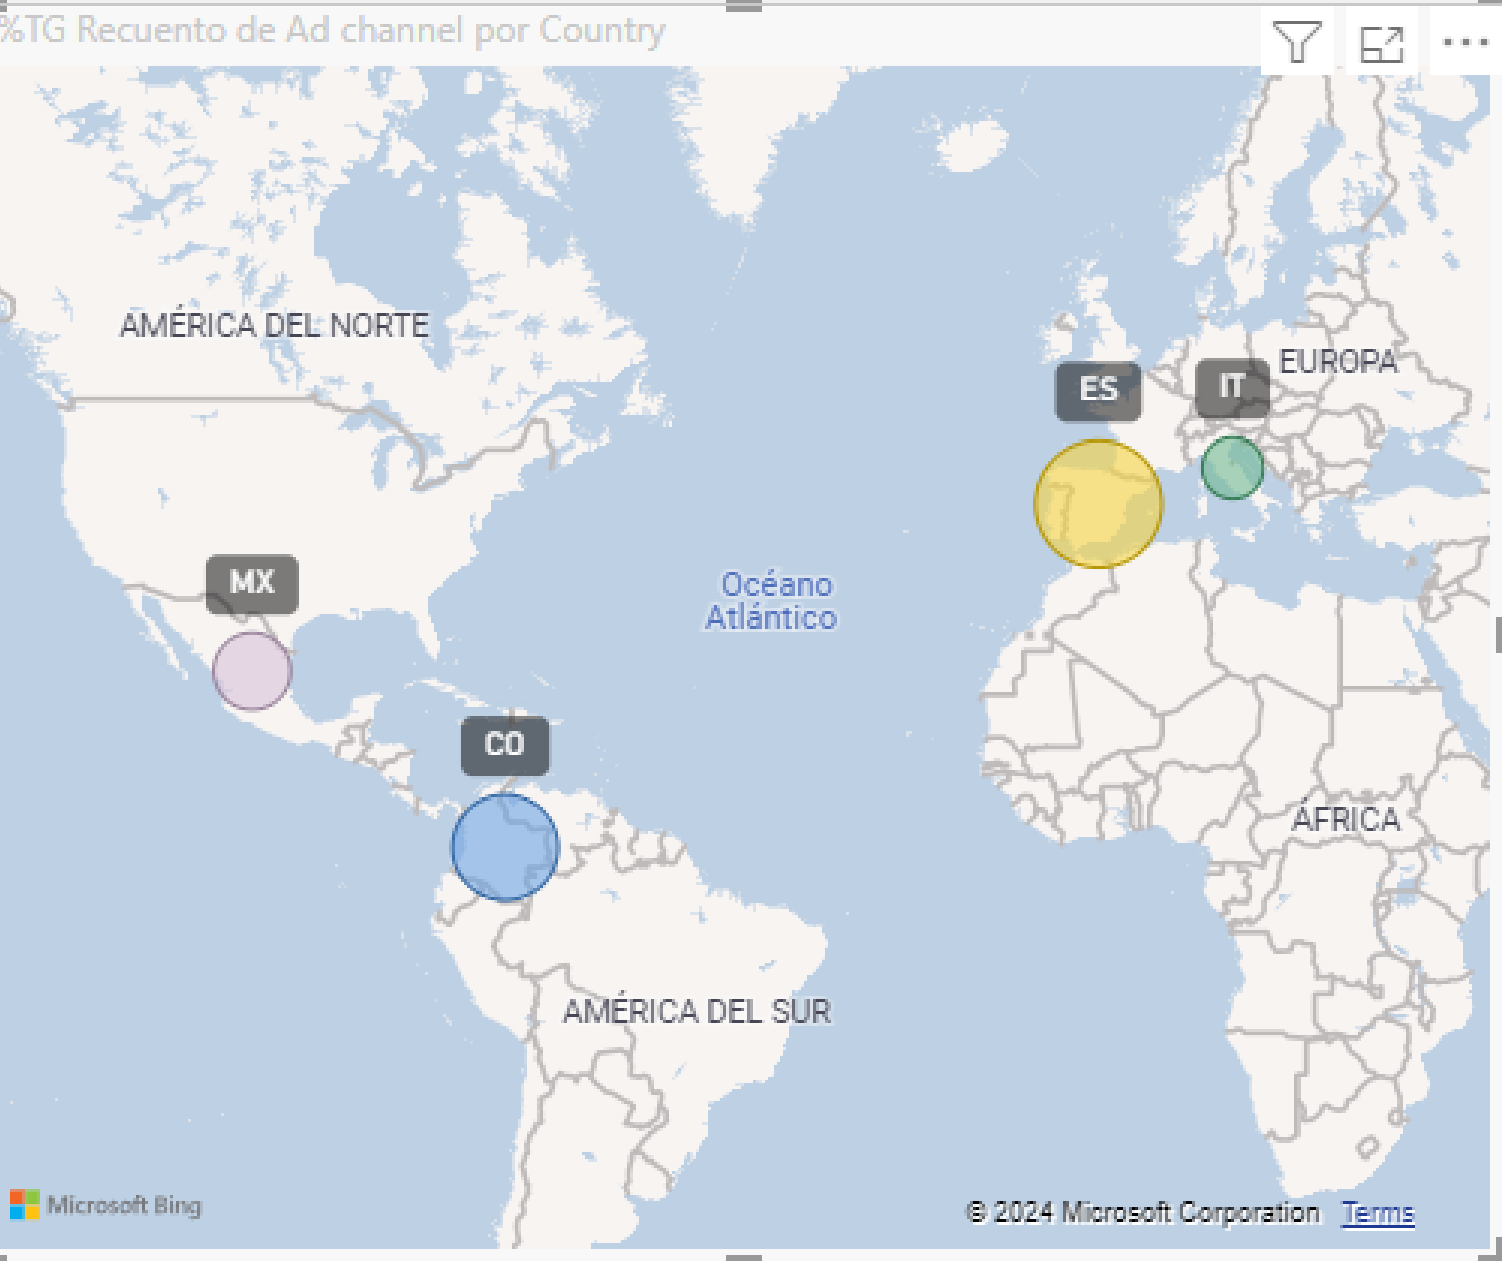 %TG Recuento de Ad channel por Country
AMÉRICA DEL NORTE
EUROPA
ES
IT
MX
Océano
Atlántico
CO
ÁFRICA
AMÉRICA DEL SUR
Microsoft Bing
© 2024 Microsoft Corporation Terms